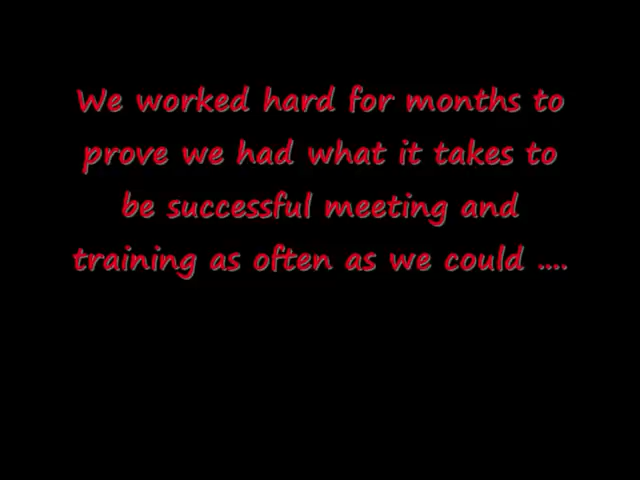 We worked hard for months to
prove we had what it takes to
be successful meeting and
training as often as we could ....